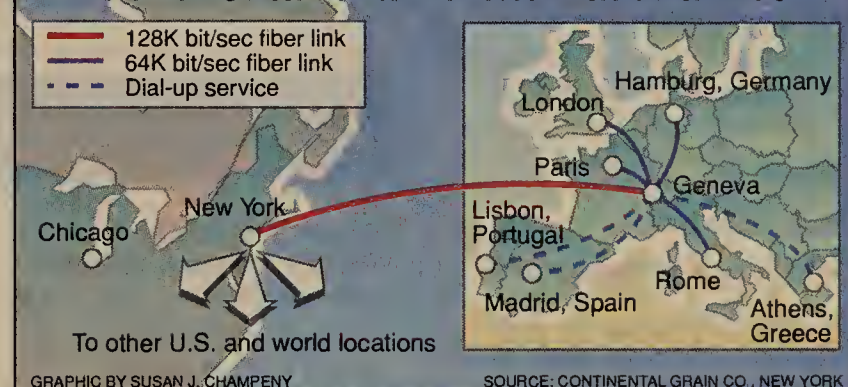 128K bit/sec fiber link
64K bit/sec fiber link
Dial-up service
Hamburg, Germany
London
Paris
Geneva
New York
Chicago
Lisbon,
Portugal
Rome
Madrid, Spain
Athens,
Greece
To other U.S. and world locations
GRAPHIC BY SUSAN J. CHAMPENY
SOURCE: CONTINENTAL GRAIN CO., NEW YORK